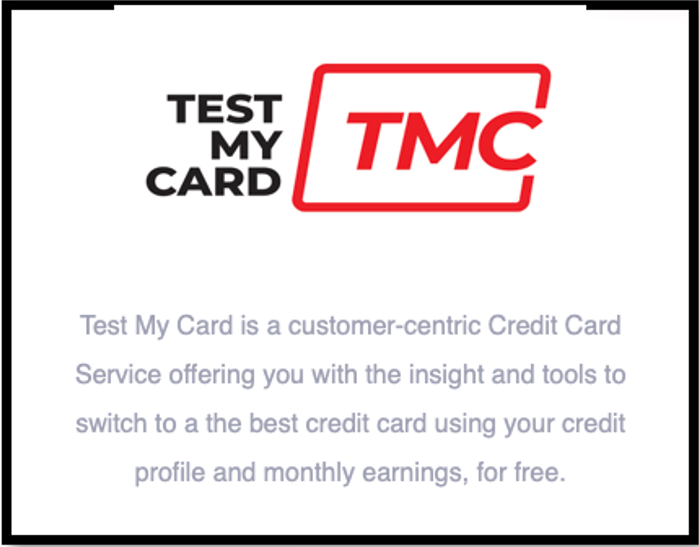 TEST
MY
CARD
TMC
Test My Card is a customer-centric Credit Card
Service offering you with the insight and tools to
switch to a the best credit card using your credit
profile and monthly earnings, for free.